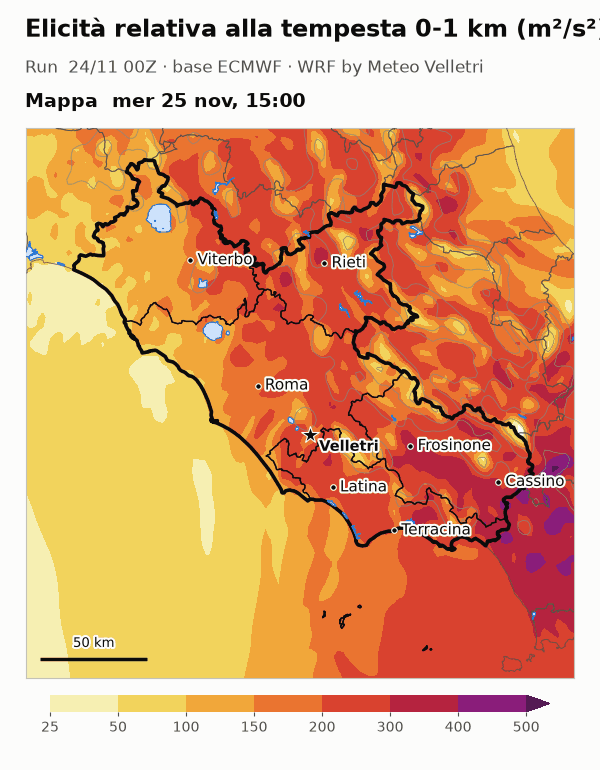 Elicità relativa alla tempesta 0-1 km (m²/s²)
Run  24/11 00Z · base ECMWF · WRF by Meteo Velletri
Mappa  mer 25 nov, 15:00
Viterbo
Rieti
Roma
Velletri
Frosinone
Cassino
Latina
Terracina
50 km
25 50 100 150 200 300 400 500